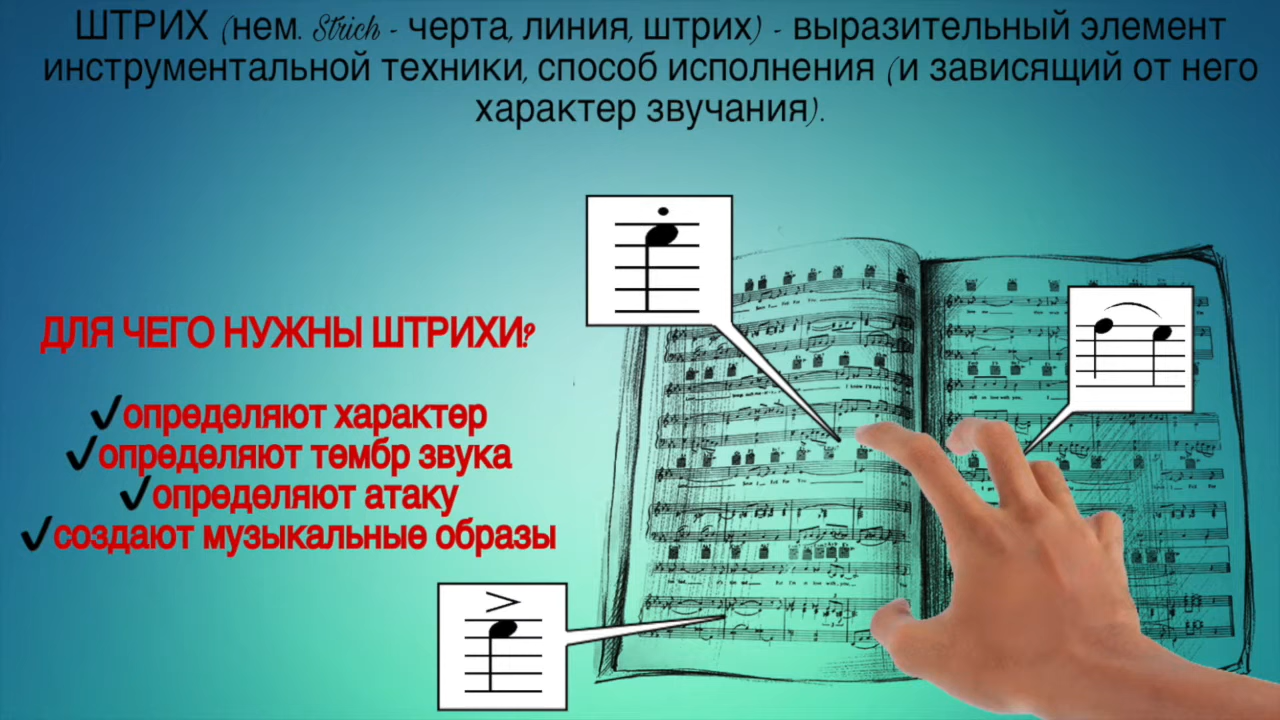 ШТРИХ (нем. Strich - черта, линия, штрих) - выразительный элемент
инструментальной техники, способ исполнения (и зависящий от него
характер звучания).
ДЛЯ ЧЕГО НУЖНЫ ШТРИХИ?
✔определяют характер
✔определяют тембр звука
✔определяют атаку
✔создают музыкальные образы